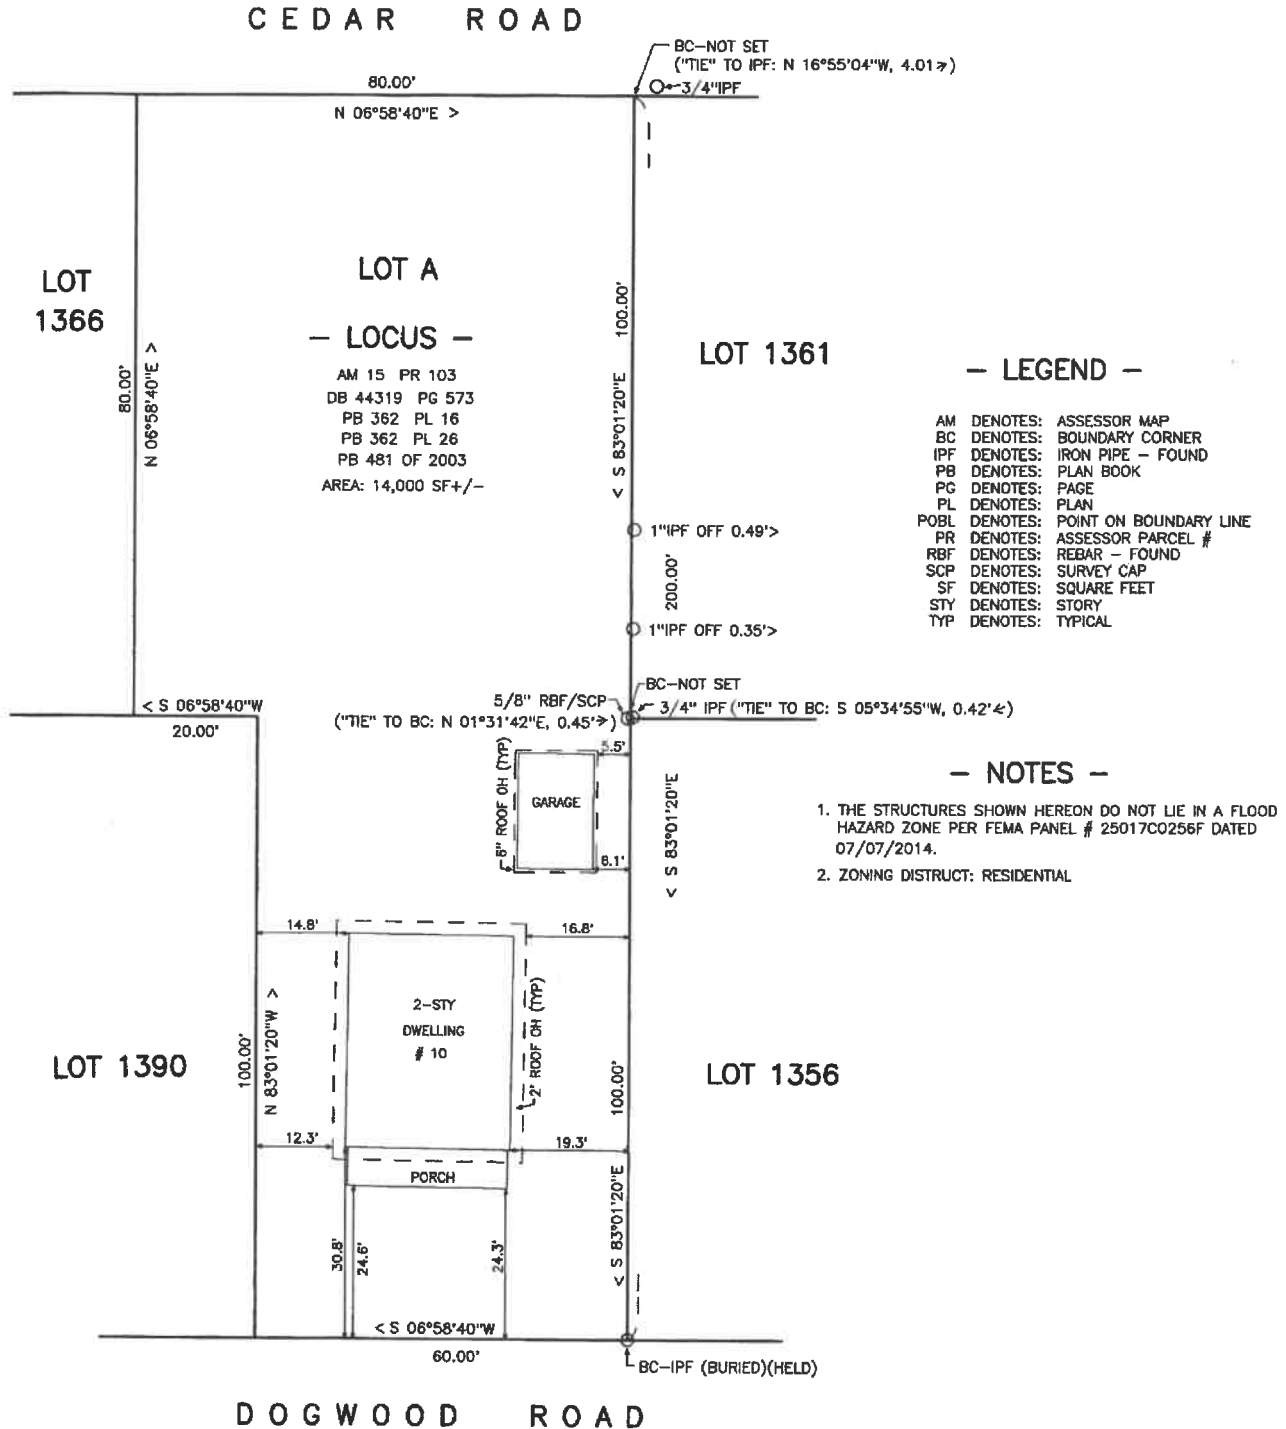 CEDAR ROAD
BC-NOT SET
("TIE" TO IPF: N 16°55'04"W, 4.01>)
3/4"IPF
80.00'
N 06°58'40"E >
LOT A
LOT
1366
- LOCUS -
AM 15 PR 103
DB 44319 PG 573
PB 362 PL 16
PB 362 PL 26
PB 481 OF 2003
AREA: 14,000 SF+/-
80.00'
N 06°58'40"E >
100.00'
< S 83°01'20"E
LOT 1361
- LEGEND -
AM DENOTES: ASSESSOR MAP
BC DENOTES: BOUNDARY CORNER
IPF DENOTES: IRON PIPE - FOUND
PB DENOTES: PLAN BOOK
PG DENOTES: PAGE
PL DENOTES: PLAN
POBL DENOTES: POINT ON BOUNDARY LINE
PR DENOTES: ASSESSOR PARCEL #
RBF DENOTES: REBAR - FOUND
SCP DENOTES: SURVEY CAP
SF DENOTES: SQUARE FEET
STY DENOTES: STORY
TYP DENOTES: TYPICAL
1"IPF OFF 0.49'>
200.00'
1"IPF OFF 0.35'>
BC-NOT SET
5/8" RBF/SCP
3/4" IPF ("TIE" TO BC: S 05°34'55"W, 0.42'<)
("TIE" TO BC: N 01°31'42"E, 0.45'>)
< S 06°58'40"W
20.00'
5.5'
6" ROOF OH (TYP)
GARAGE
6.1'
< S 83°01'20"E
- NOTES -
1. THE STRUCTURES SHOWN HEREON DO NOT LIE IN A FLOOD
HAZARD ZONE PER FEMA PANEL # 25017C0256F DATED
07/07/2014.
2. ZONING DISTRUCT: RESIDENTIAL
14.8'
16.8'
2-STY
DWELLING
# 10
2' ROOF OH (TYP)
LOT 1390
100.00'
N 83°01'20"W >
100.00'
LOT 1356
12.3'
19.3'
PORCH
30.8'
24.6'
24.3'
< S 83°01'20"E
< S 06°58'40"W
60.00'
BC-IPF (BURIED)(HELD)
DOGWOOD ROAD